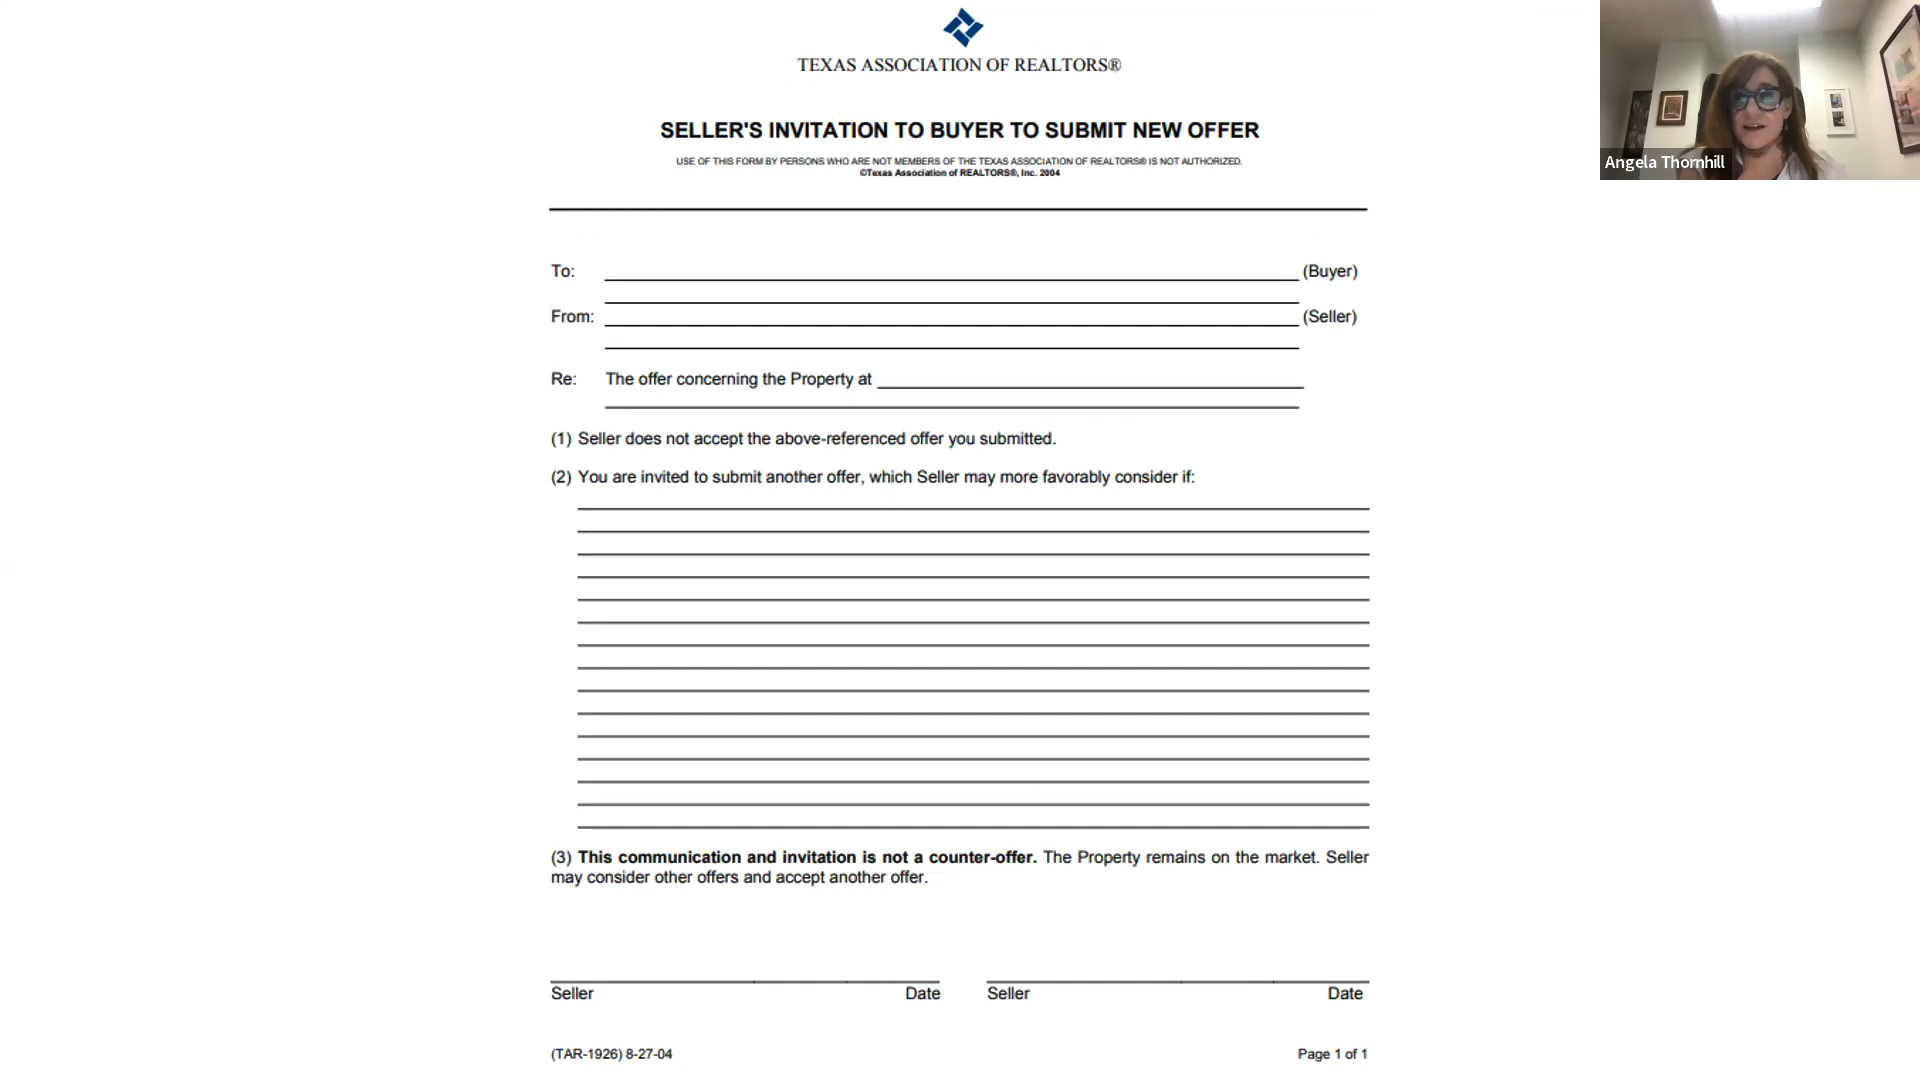 TEXAS ASSOCIATION OF REALTORS®
SELLER'S INVITATION TO BUYER TO SUBMIT NEW OFFER
USE OF THIS FORM BY PERSONS WHO ARE NOT MEMBERS OF THE TEXAS ASSOCIATION OF REALTORS® IS NOT AUTHORIZED.
©Texas Association of REALTORS®, Inc. 2004
Angela Thornhill
To: (Buyer)
From: (Seller)
Re: The offer concerning the Property at
(1) Seller does not accept the above-referenced offer you submitted.
(2) You are invited to submit another offer, which Seller may more favorably consider if:
(3) This communication and invitation is not a counter-offer. The Property remains on the market. Seller
may consider other offers and accept another offer.
Seller Date Seller Date
(TAR-1926) 8-27-04 Page 1 of 1